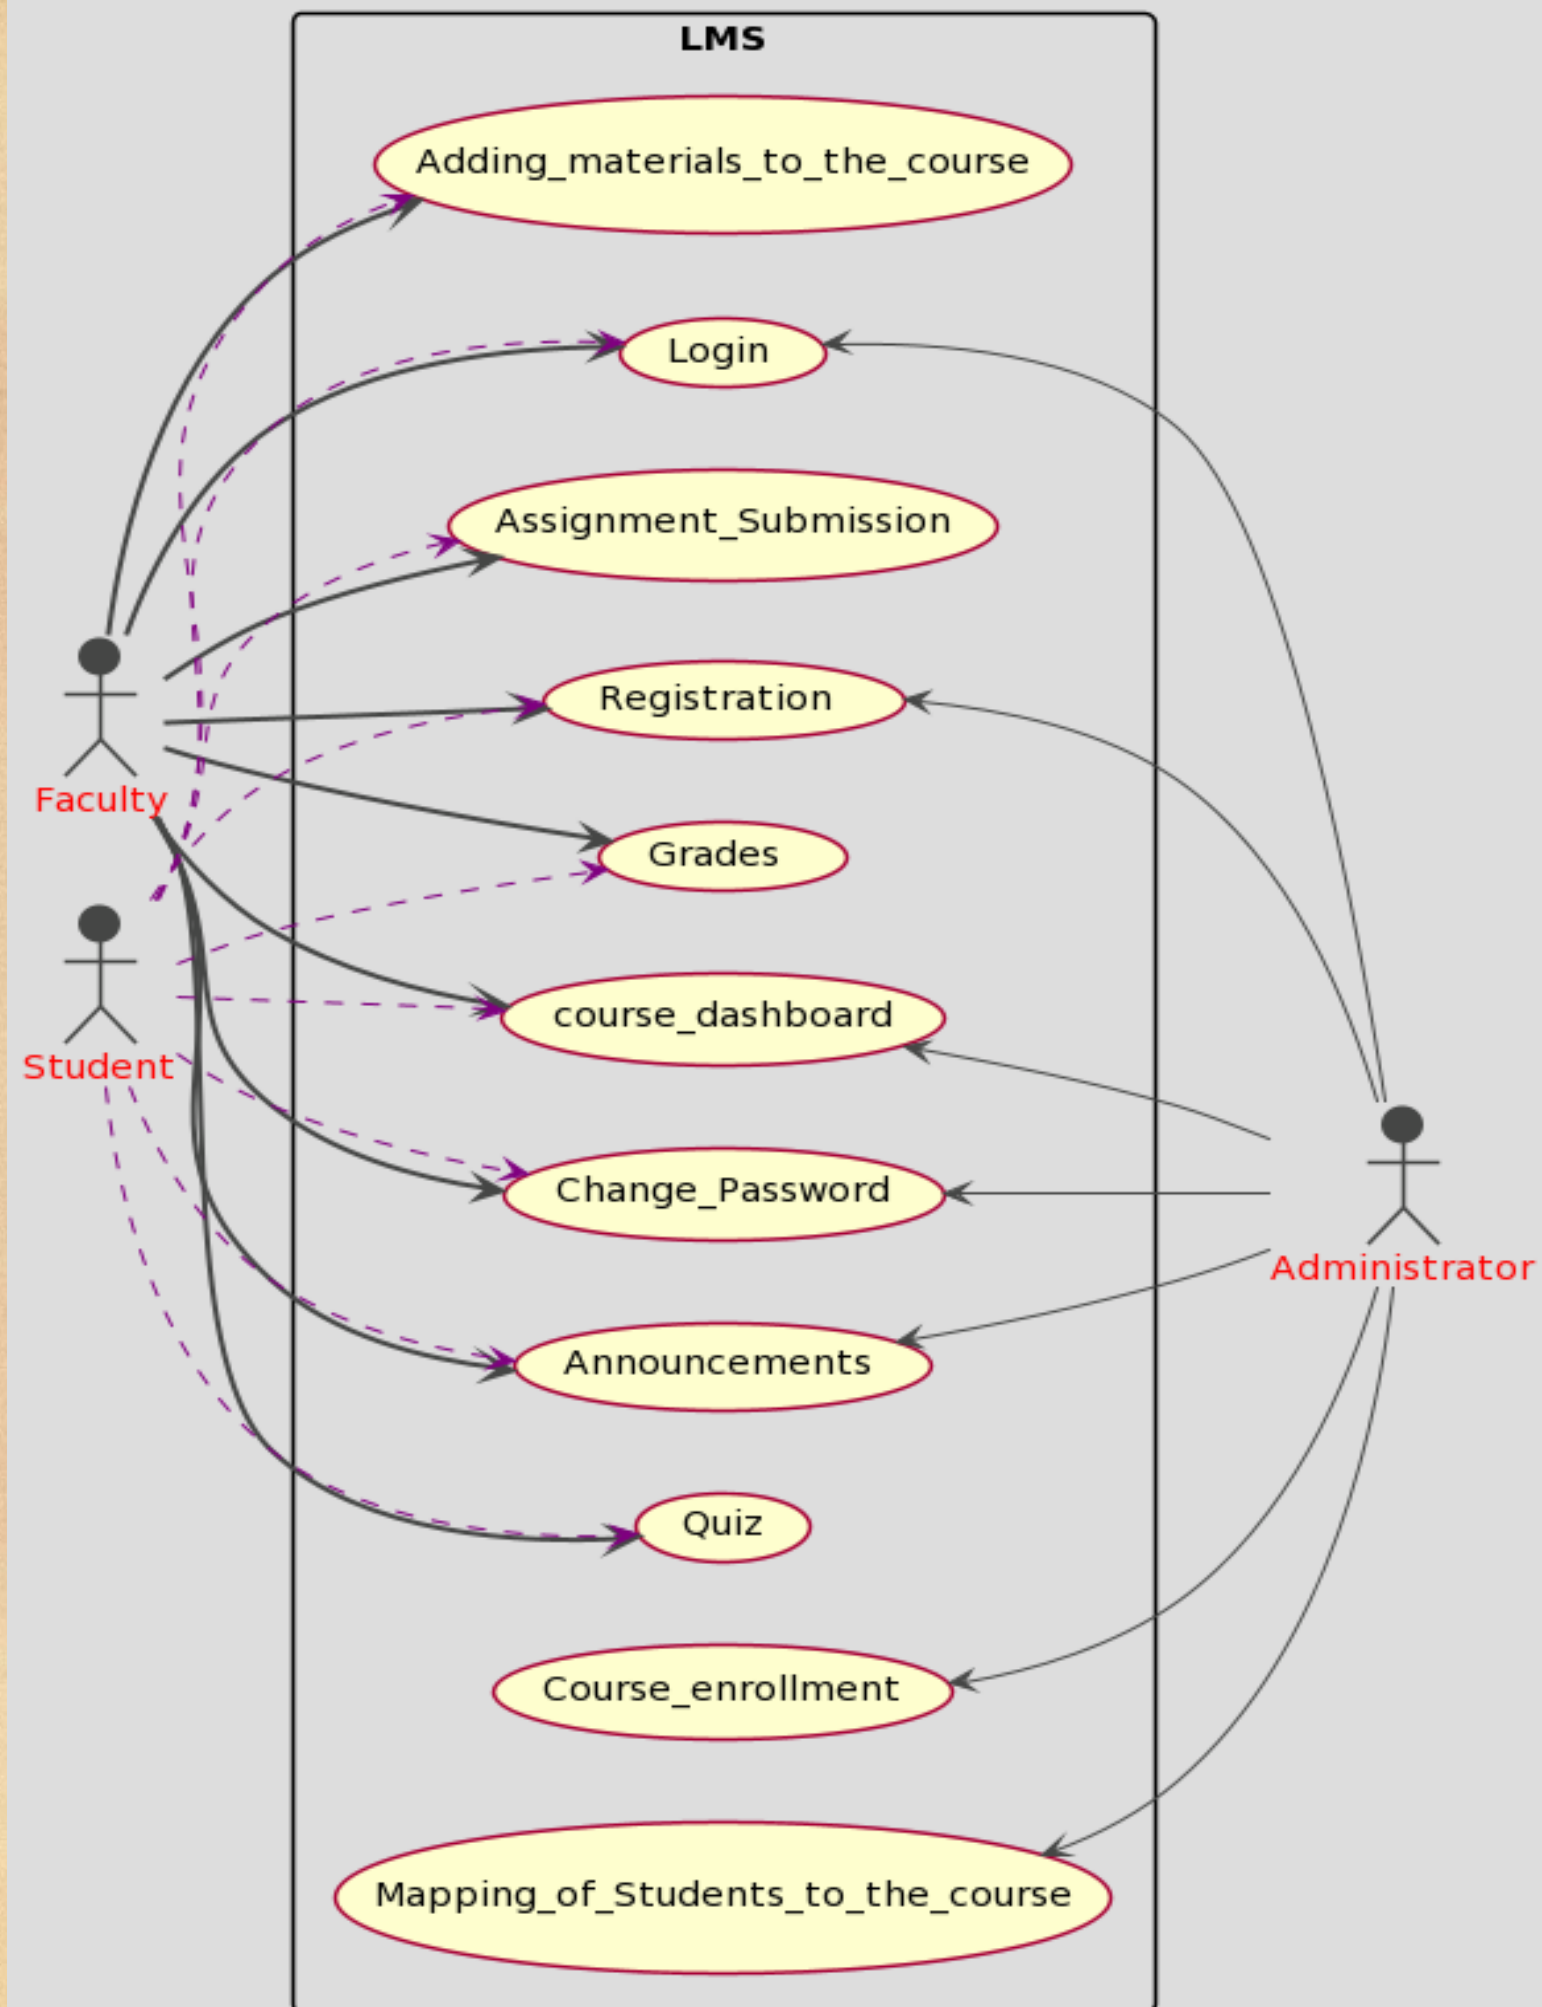 LMS
Adding_materials_to_the_course
Login
Assignment_Submission
Registration
Faculty
Grades
course_dashboard
Student
Change_Password
Administrator
Announcements
Quiz
Course_enrollment
Mapping_of_Students_to_the_course